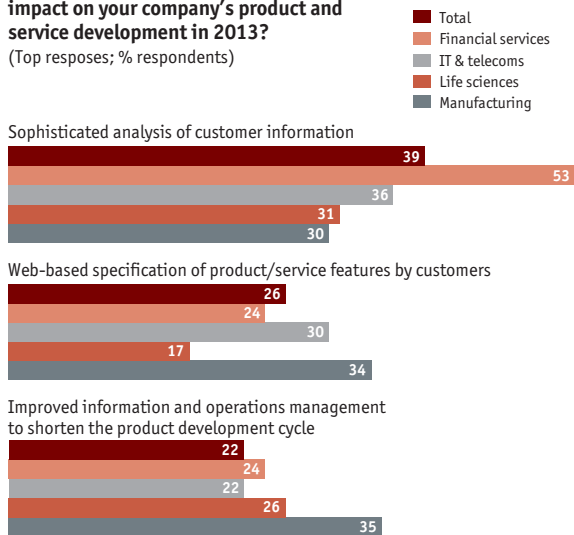 impact on your company's product and
service development in 2013?
(Top resposes; % respondents)
Total
Financial services
IT & telecoms
Life sciences
Manufacturing
Sophisticated analysis of customer information
39
53
36
31
30
Web-based specification of product/service features by customers
26
24
30
17
34
Improved information and operations management
to shorten the product development cycle
22
24
22
26
35